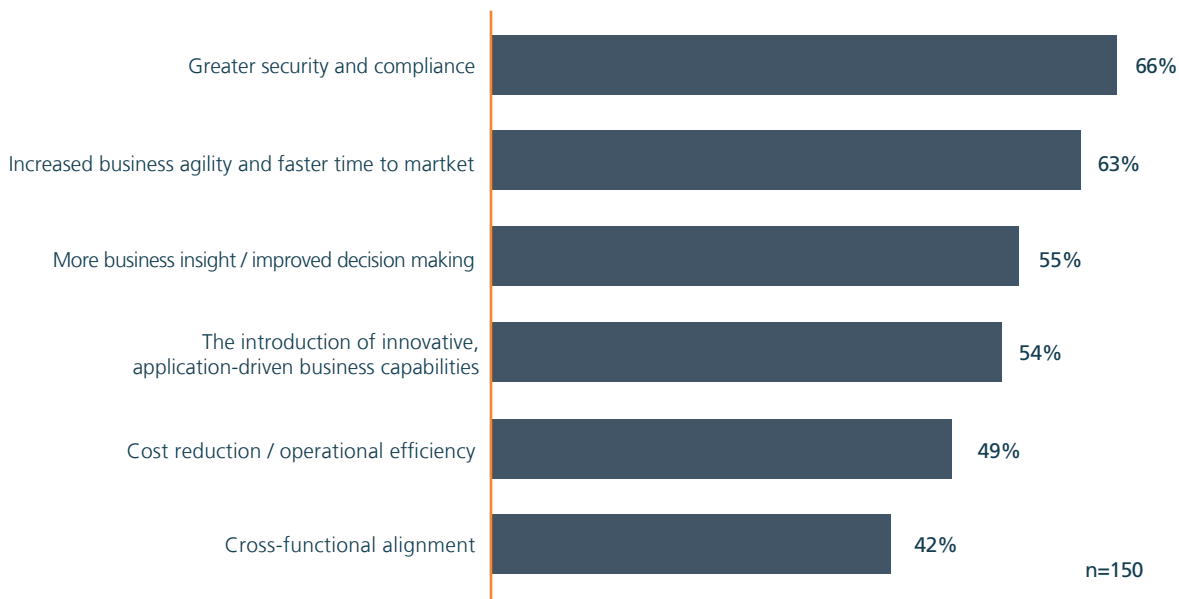 Greater security and compliance 66%
Increased business agility and faster time to martket 63%
More business insight / improved decision making 55%
The introduction of innovative,
application-driven business capabilities 54%
Cost reduction / operational efficiency 49%
Cross-functional alignment 42%
n=150